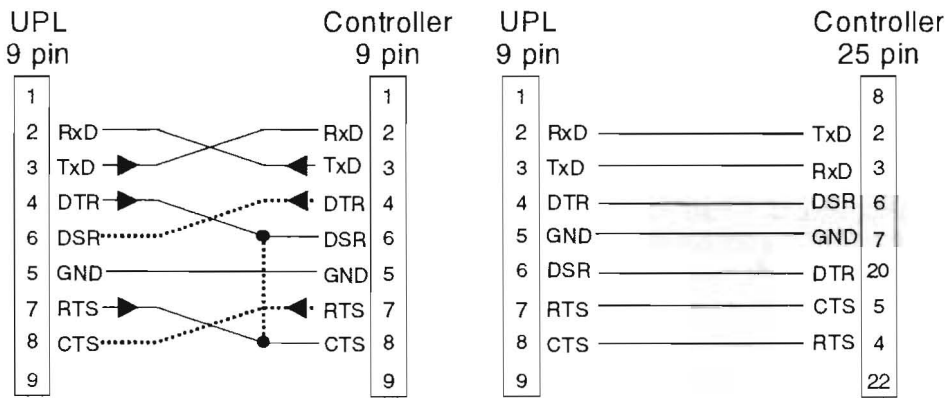 UPL Controller UPL Controller
9 pin 9 pin 9 pin 25 pin
1 1 1 8
2 RxD RxD 2 2 RxD TxD 2
3 TxD TxD 3 3 TxD RxD 3
4 DTR DTR 4 4 DTR DSR 6
6 DSR DSR 6 5 GND GND 7
5 GND GND 5 6 DSR DTR 20
7 RTS RTS 7 7 RTS CTS 5
8 CTS CTS 8 8 CTS RTS 4
9 9 9 22